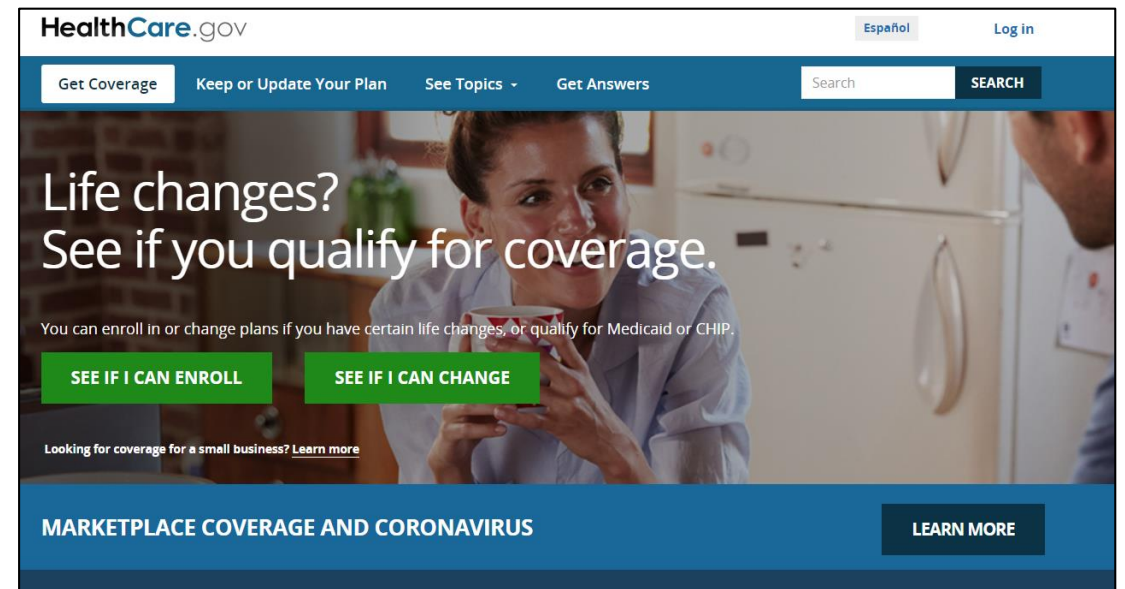 HealthCare.gov
Español
Log in
Get Coverage
Keep or Update Your Plan
See Topics
Get Answers
Search
SEARCH
Life changes?
See if you qualify for coverage.
You can enroll in or change plans if you have certain life changes, or qualify for Medicaid or CHIP.
SEE IF I CAN ENROLL
SEE IF I CAN CHANGE
Looking for coverage for a small business? Learn more
MARKETPLACE COVERAGE AND CORONAVIRUS
LEARN MORE